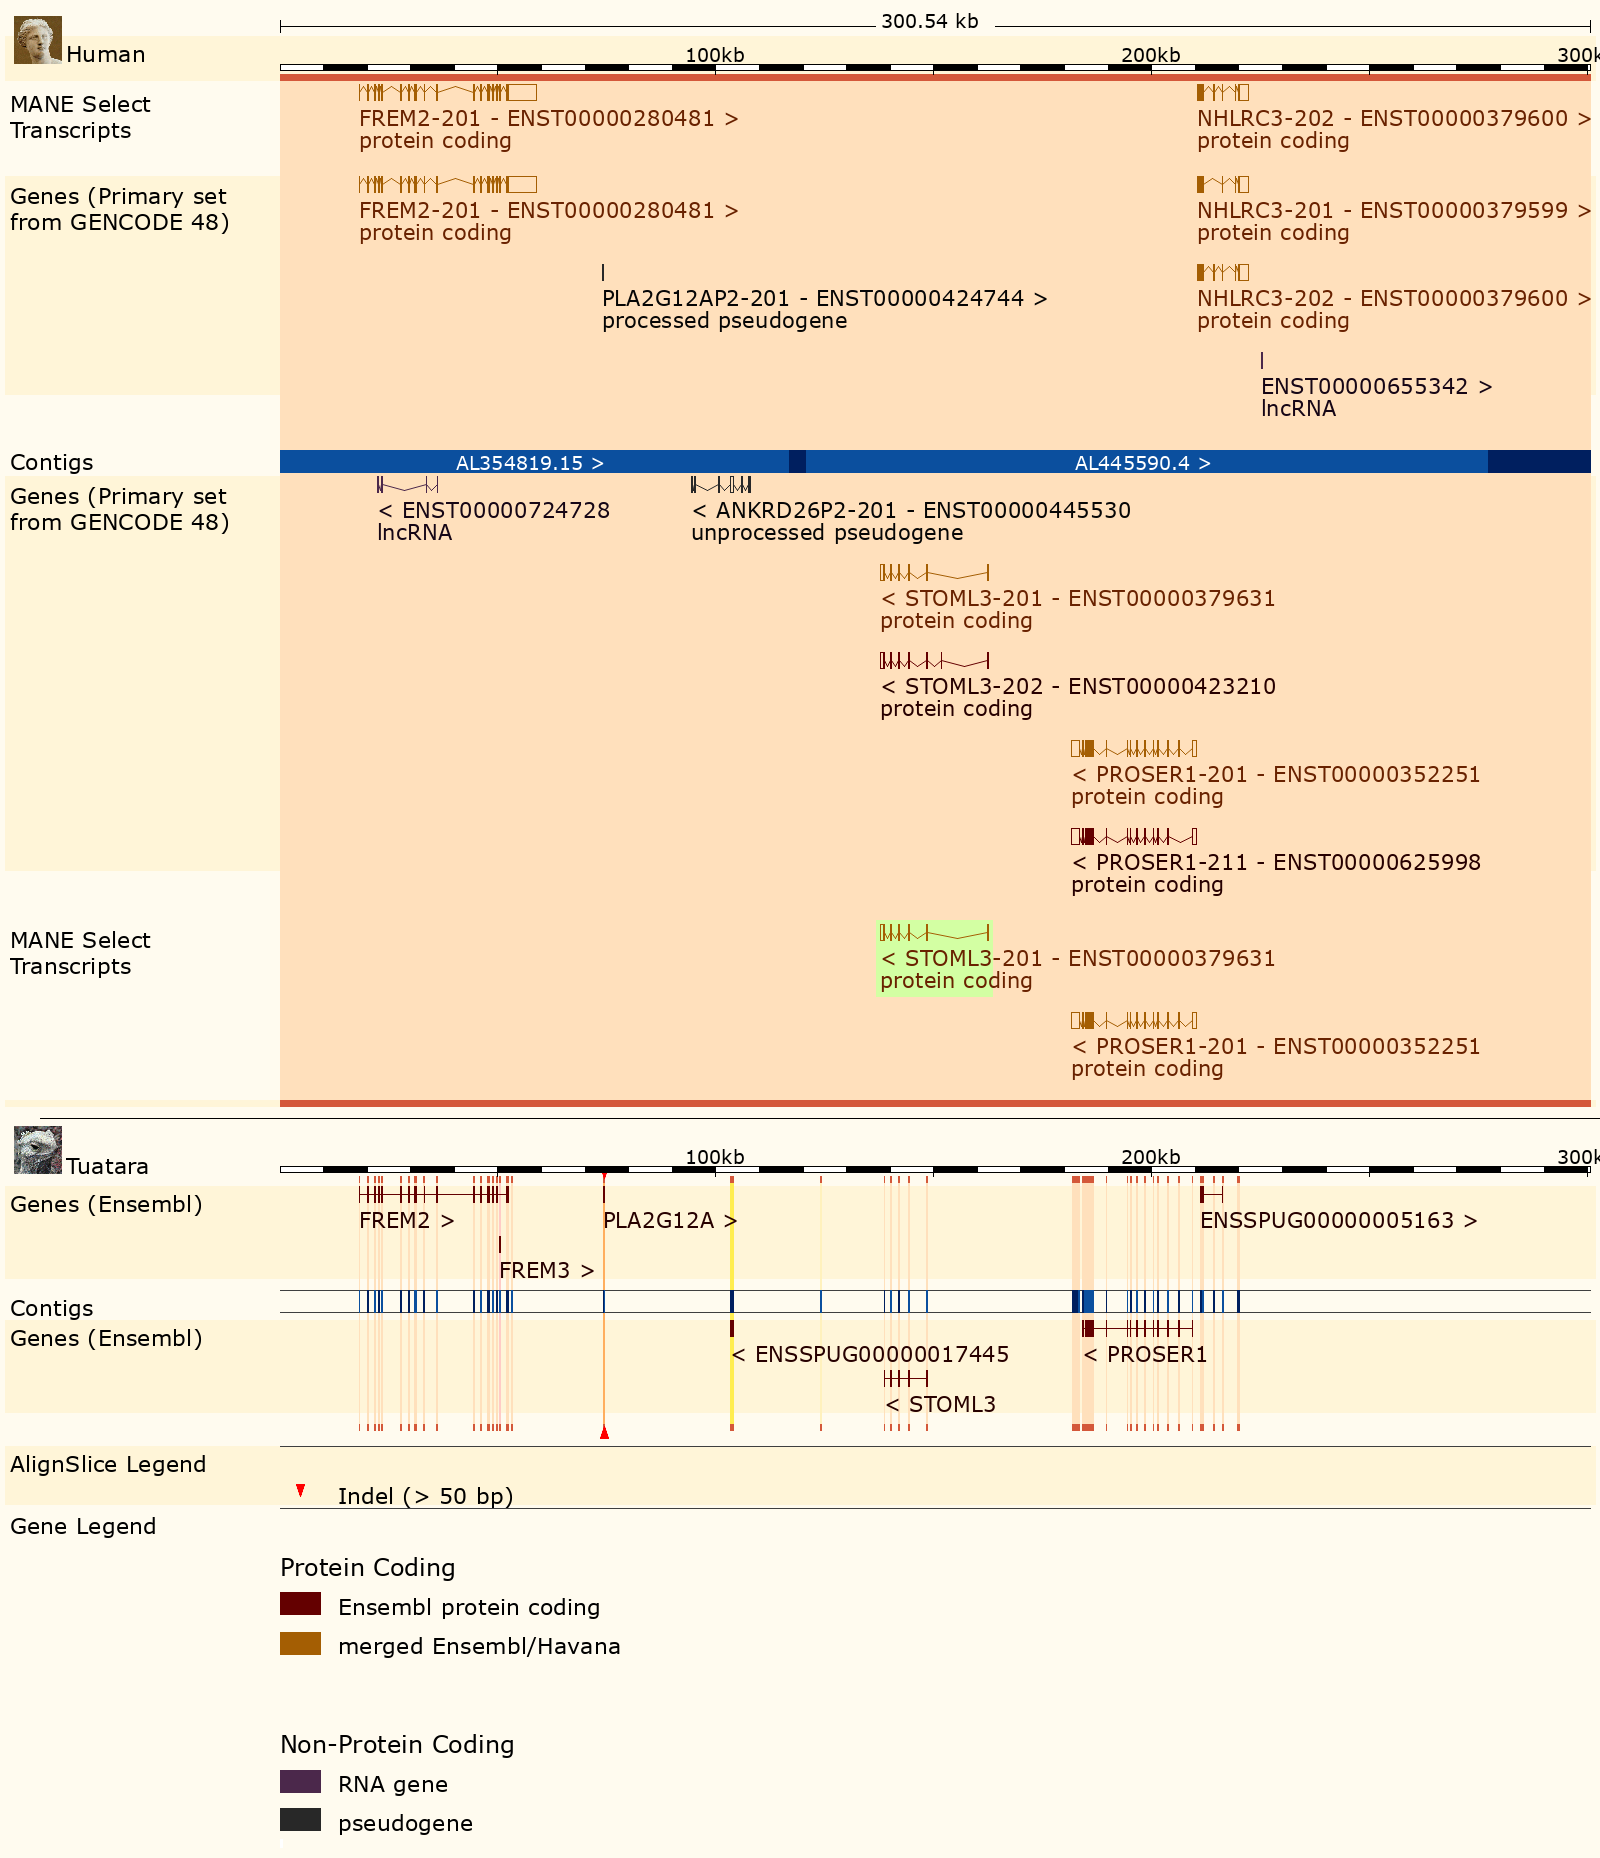 300.54 kb
Human
100kb 200kb 300k
MANE Select
Transcripts
FREM2-201 - ENST00000280481 > NHLRC3-202 - ENST00000379600 >
protein coding protein coding
Genes (Primary set
from GENCODE 48)
FREM2-201 - ENST00000280481 > NHLRC3-201 - ENST00000379599 >
protein coding protein coding
PLA2G12AP2-201 - ENST00000424744 > NHLRC3-202 - ENST00000379600 >
processed pseudogene protein coding
ENST00000655342 >
lncRNA
Contigs AL354819.15 > AL445590.4 >
Genes (Primary set
from GENCODE 48)
< ENST00000724728 < ANKRD26P2-201 - ENST00000445530
lncRNA unprocessed pseudogene
< STOML3-201 - ENST00000379631
protein coding
< STOML3-202 - ENST00000423210
protein coding
< PROSER1-201 - ENST00000352251
protein coding
< PROSER1-211 - ENST00000625998
protein coding
MANE Select
Transcripts
< STOML3-201 - ENST00000379631
protein coding
< PROSER1-201 - ENST00000352251
protein coding
Tuatara
100kb 200kb 300k
Genes (Ensembl)
FREM2 > PLA2G12A > ENSSPUG00000005163 >
FREM3 >
Contigs
Genes (Ensembl)
< ENSSPUG00000017445 < PROSER1
< STOML3
AlignSlice Legend
Indel (> 50 bp)
Gene Legend
Protein Coding
Ensembl protein coding
merged Ensembl/Havana
Non-Protein Coding
RNA gene
pseudogene